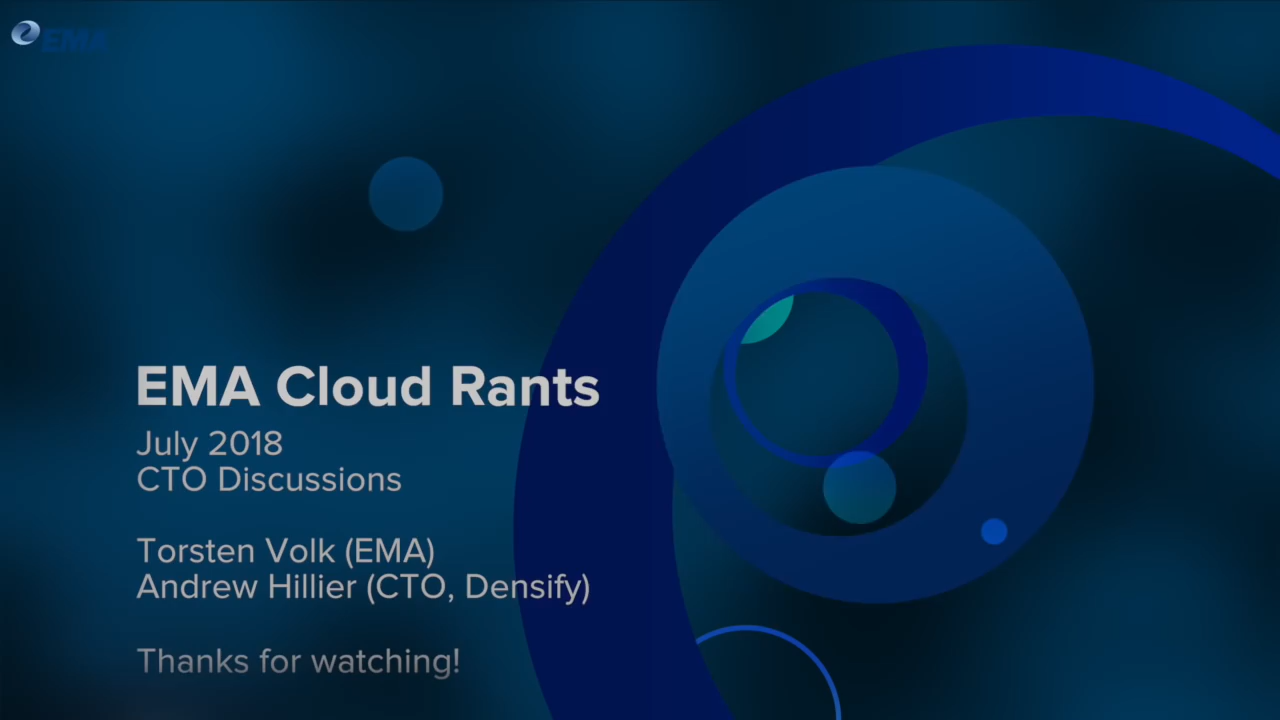 EMA
EMA Cloud Rants
July 2018
CTO Discussions
Torsten Volk (EMA)
Andrew Hillier (CTO, Densify)
Thanks for watching!